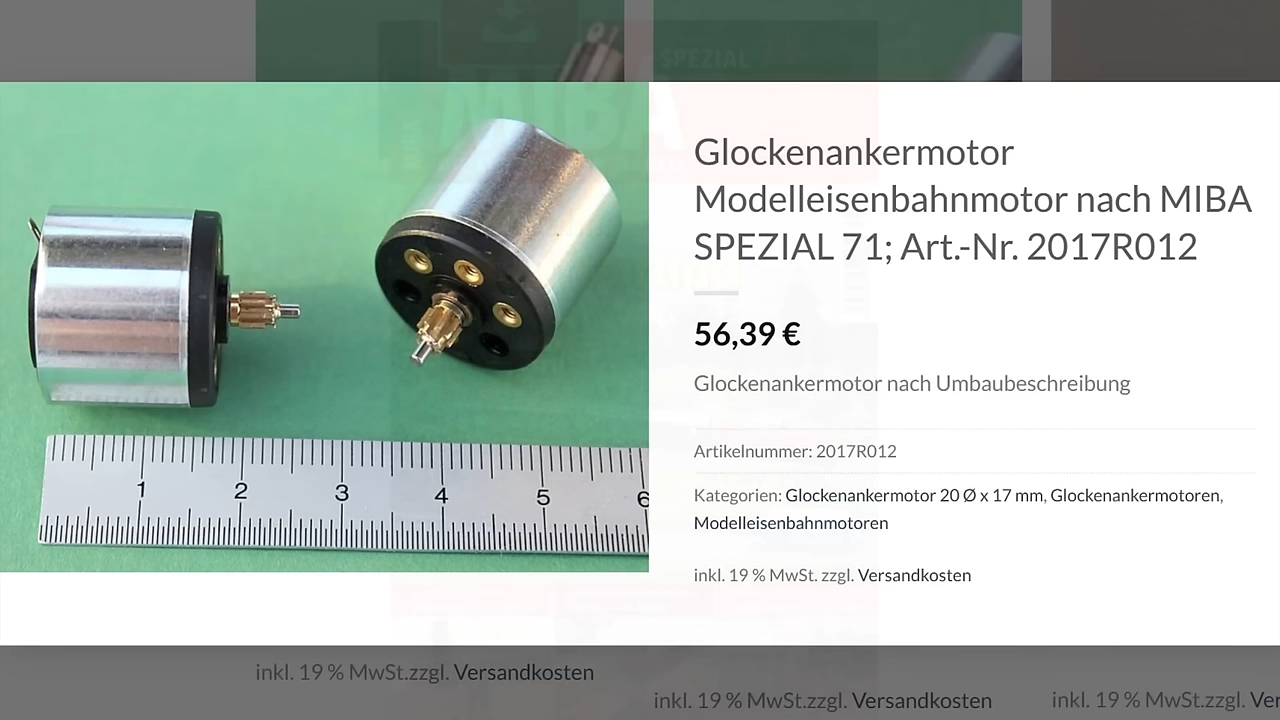 SPEZIAL
MIBA
Glockenankermotor
Modelleisenbahnmotor nach MIBA
SPEZIAL 71; Art.-Nr. 2017R012
56,39 €
Glockenankermotor nach Umbaubeschreibung
Artikelnummer: 2017R012
Kategorien: Glockenankermotor 20 Ø x 17 mm, Glockenankermotoren,
Modelleisenbahnmotoren
inkl. 19 % MwSt. zzgl. Versandkosten
1 2 3 4 5 6
inkl. 19 % MwSt.zzgl. Versandkosten
inkl. 19 % MwSt.zzgl. Versandkosten
inkl. 19 % MwSt.zzgl. Ver